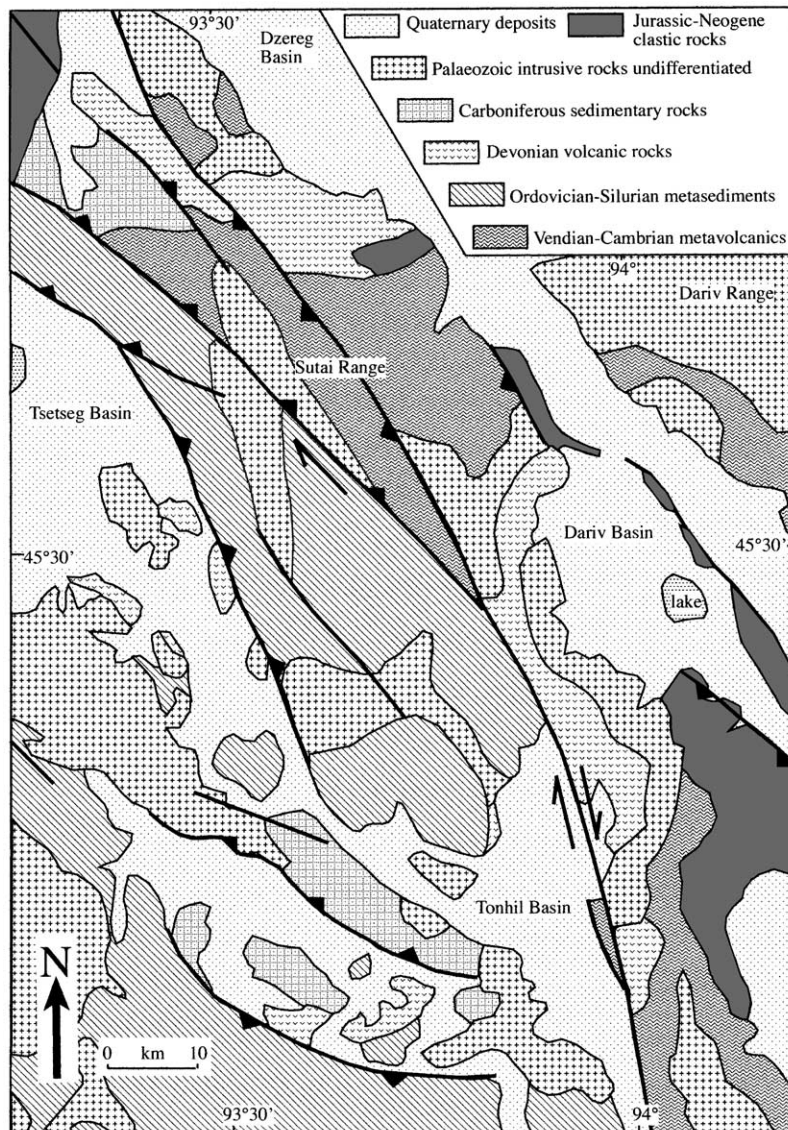 93°30'
Dzereg
Basin
Quaternary deposits
Jurassic-Neogene
clastic rocks
Palaeozoic intrusive rocks undifferentiated
Carboniferous sedimentary rocks
Devonian volcanic rocks
Ordovician-Silurian metasediments
Vendian-Cambrian metavolcanics
94°
Dariv Range
Sutai Range
Tsetseg Basin
Dariv Basin
45°30'
45°30'
lake
Tonhil Basin
N
0 km 10
93°30'
94°